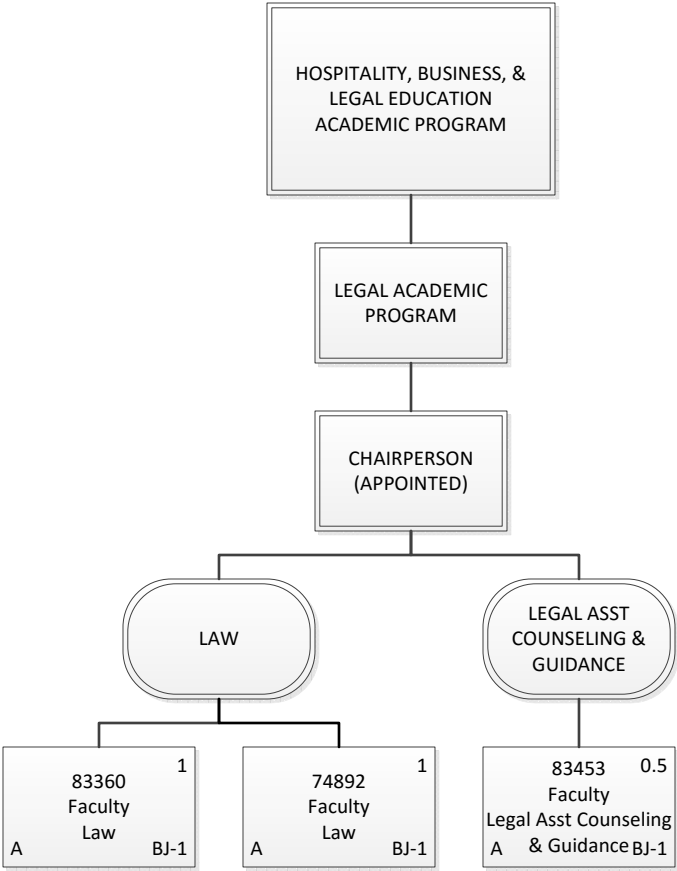 HOSPITALITY, BUSINESS, &
LEGAL EDUCATION
ACADEMIC PROGRAM
LEGAL ACADEMIC
PROGRAM
CHAIRPERSON
(APPOINTED)
LAW
LEGAL ASST
COUNSELING &
GUIDANCE
1
83360
Faculty
Law
A BJ-1
1
74892
Faculty
Law
A BJ-1
83453 0.5
Faculty
Legal Asst Counseling
A & Guidance BJ-1